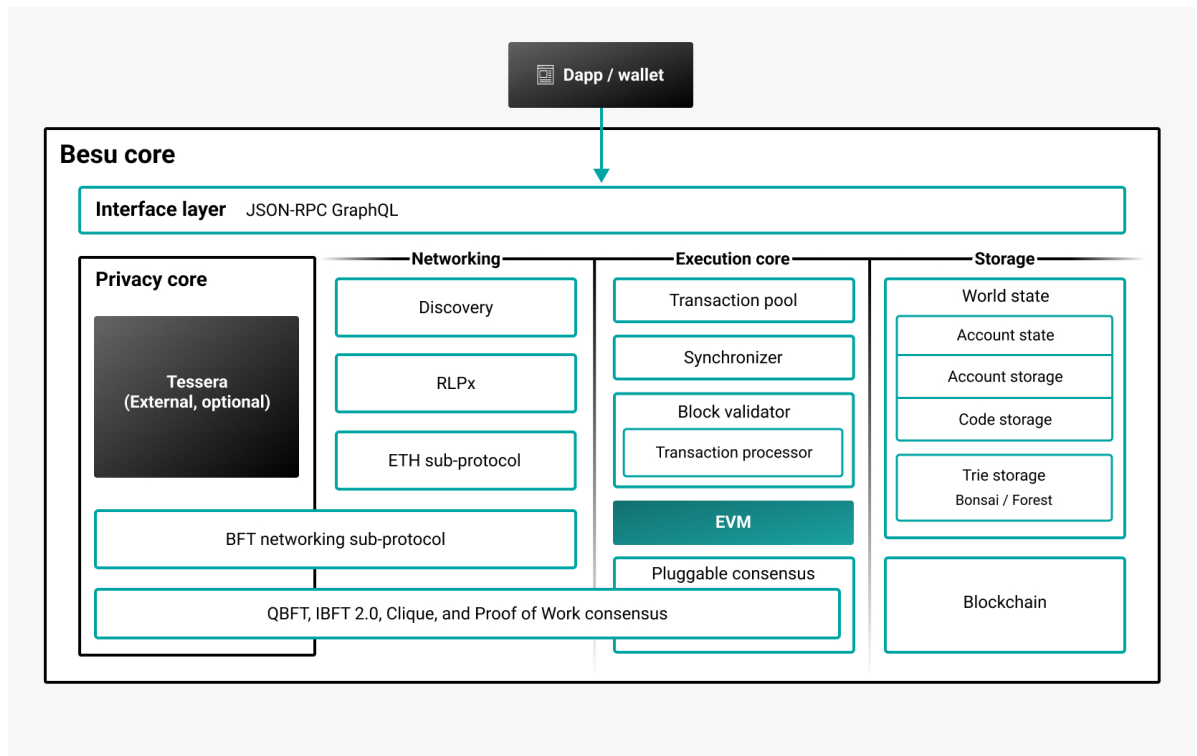 Dapp / wallet
Besu core
Interface layer JSON-RPC GraphQL
Privacy core
Tessera
(External, optional)
Networking
Discovery
RLPx
ETH sub-protocol
BFT networking sub-protocol
Execution core
Transaction pool
Synchronizer
Block validator
Transaction processor
EVM
Pluggable consensus
QBFT, IBFT 2.0, Clique, and Proof of Work consensus
Storage
World state
Account state
Account storage
Code storage
Trie storage
Bonsai / Forest
Blockchain